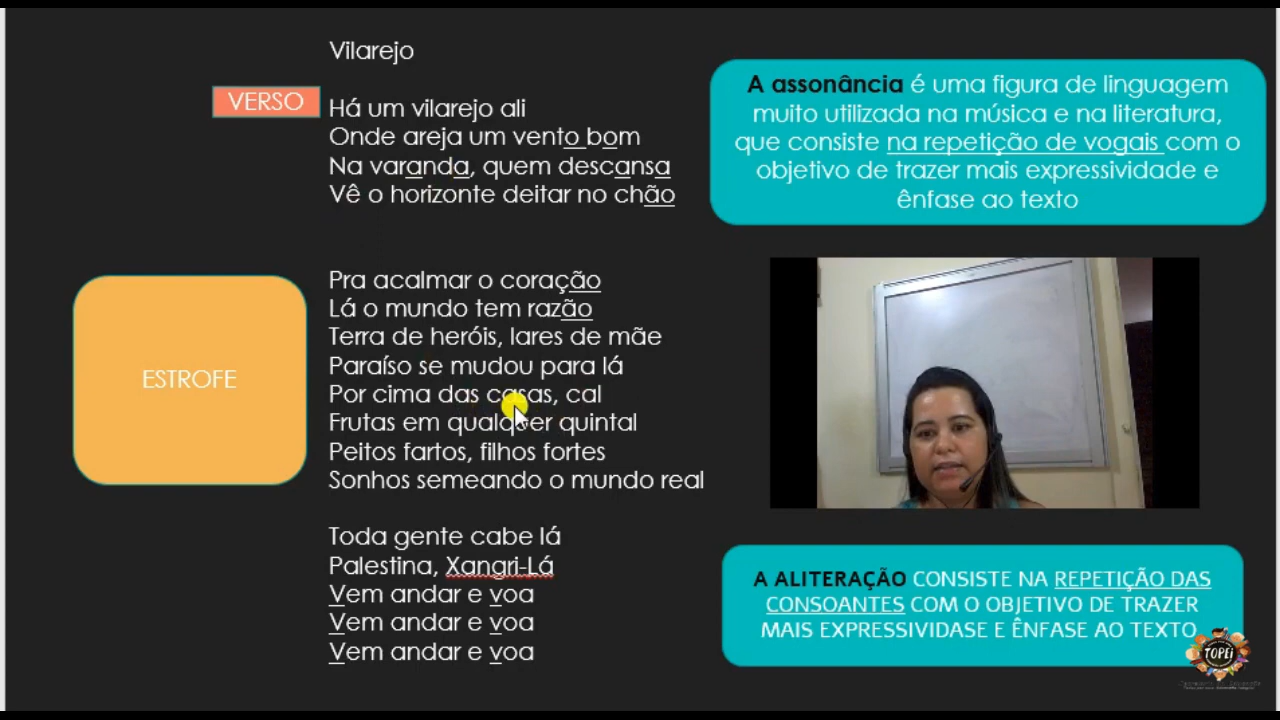 Vilarejo
VERSO
Há um vilarejo ali
Onde areja um vento bom
Na varanda, quem descansa
Vê o horizonte deitar no chão
ESTROFE
Pra acalmar o coração
Lá o mundo tem razão
Terra de heróis, lares de mãe
Paraíso se mudou para lá
Por cima das casas, cal
Frutas em qualquer quintal
Peitos fartos, filhos fortes
Sonhos semeando o mundo real
Toda gente cabe lá
Palestina, Xangri-Lá
Vem andar e voa
Vem andar e voa
Vem andar e voa
A assonância é uma figura de linguagem
muito utilizada na música e na literatura,
que consiste na repetição de vogais com o
objetivo de trazer mais expressividade e
ênfase ao texto
A ALITERAÇÃO CONSISTE NA REPETIÇÃO DAS
CONSOANTES COM O OBJETIVO DE TRAZER
MAIS EXPRESSIVIDASE E ÊNFASE AO TEXTO
TOPEI